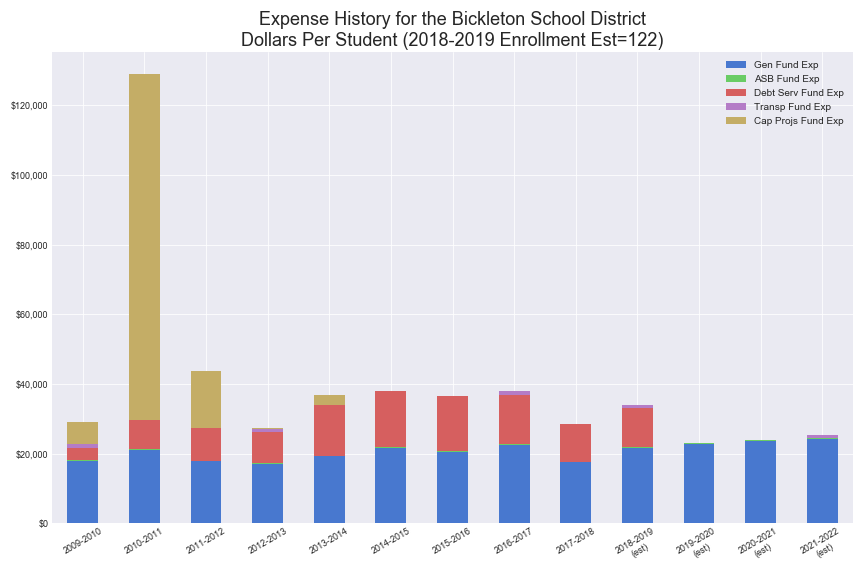 Expense History for the Bickleton School District
Dollars Per Student (2018-2019 Enrollment Est=122)
Gen Fund Exp
ASB Fund Exp
Debt Serv Fund Exp
Transp Fund Exp
Cap Projs Fund Exp
$120,000
$100,000
$80,000
$60,000
$40,000
$20,000
$0
2009-2010
2010-2011
2011-2012
2012-2013
2013-2014
2014-2015
2015-2016
2016-2017
2017-2018
2018-2019
(est)
2019-2020
(est)
2020-2021
(est)
2021-2022
(est)